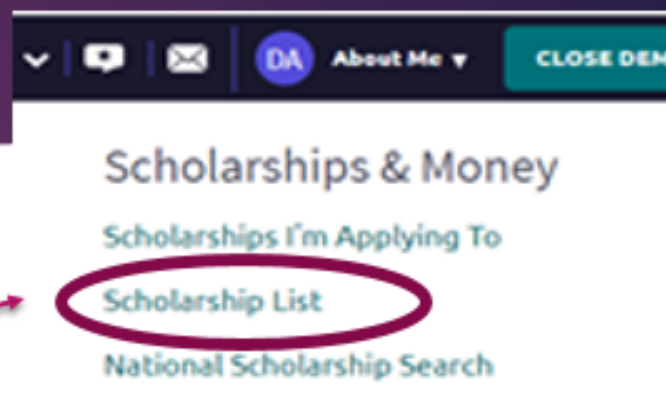 DA About Me ▼ CLOSE DEM
Scholarships & Money
Scholarships I'm Applying To
Scholarship List
National Scholarship Search